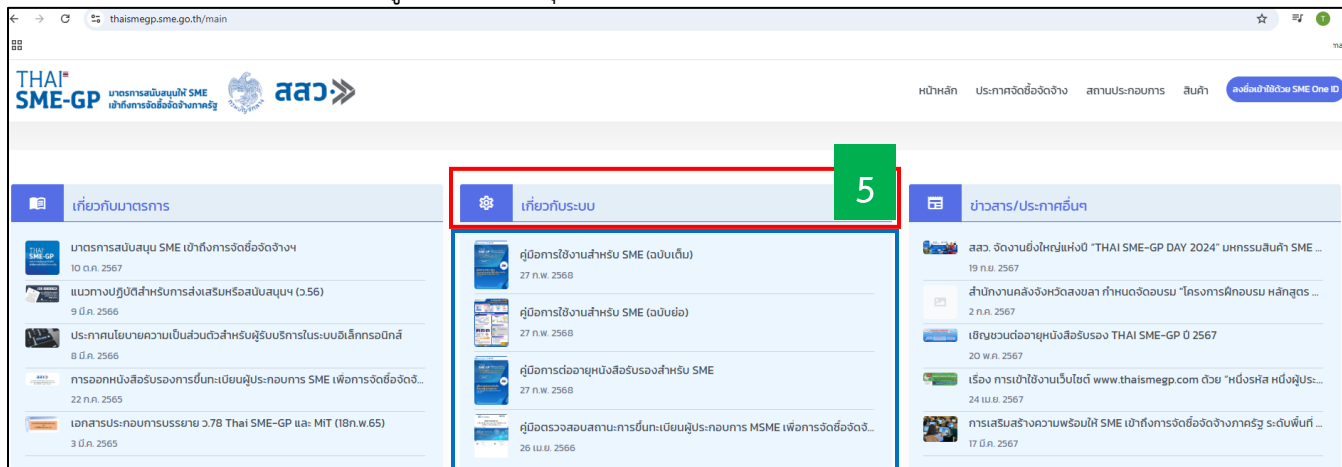 thaismegp.sme.go.th/main
THAI
SME-GP
มาตรการสนับสนุนให้ SME
เข้าถึงการจัดซื้อจัดจ้างภาครัฐ
สสว
หน้าหลัก ประกาศจัดซื้อจัดจ้าง สถานประกอบการ สินค้า ลงชื่อเข้าใช้ด้วย SME One ID
เกี่ยวกับมาตรการ
มาตรการสนับสนุน SME เข้าถึงการจัดซื้อจัดจ้างฯ
10 ต.ค. 2567
แนวทางปฏิบัติสำหรับการส่งเสริมหรือสนับสนุนฯ (ว.56)
9 มี.ค. 2566
ประกาศนโยบายความเป็นส่วนตัวสำหรับผู้รับบริการในระบบอิเล็กทรอนิกส์
8 มี.ค. 2566
การออกหนังสือรับรองการขึ้นทะเบียนผู้ประกอบการ SME เพื่อการจัดซื้อจัดจ้...
22 ก.ค. 2565
เอกสารประกอบการบรรยาย ว.78 Thai SME-GP และ MiT (18ก.พ.65)
3 มี.ค. 2565
5
เกี่ยวกับระบบ
คู่มือการใช้งานสำหรับ SME (ฉบับเต็ม)
27 ก.พ. 2568
คู่มือการใช้งานสำหรับ SME (ฉบับย่อ)
27 ก.พ. 2568
คู่มือการต่ออายุหนังสือรับรองสำหรับ SME
27 ก.พ. 2568
คู่มือตรวจสอบสถานะการขึ้นทะเบียนผู้ประกอบการ MSME เพื่อการจัดซื้อจัดจ้...
26 เม.ย. 2566
ข่าวสาร/ประกาศอื่นๆ
สสว. จัดงานยิ่งใหญ่แห่งปี "THAI SME-GP DAY 2024" มหกรรมสินค้า SME ...
19 ก.ย. 2567
สำนักงานคลังจังหวัดสงขลา กำหนดจัดอบรม "โครงการฝึกอบรม หลักสูตร ...
2 ก.ค. 2567
เชิญชวนต่ออายุหนังสือรับรอง THAI SME-GP ปี 2567
20 พ.ค. 2567
เรื่อง การเข้าใช้งานเว็บไซต์ www.thaismegp.com ด้วย "หนึ่งรหัส หนึ่งผู้ประ...
24 เม.ย. 2567
การเสริมสร้างความพร้อมให้ SME เข้าถึงการจัดซื้อจัดจ้างภาครัฐ ระดับพื้นที่ ...
17 มี.ค. 2567